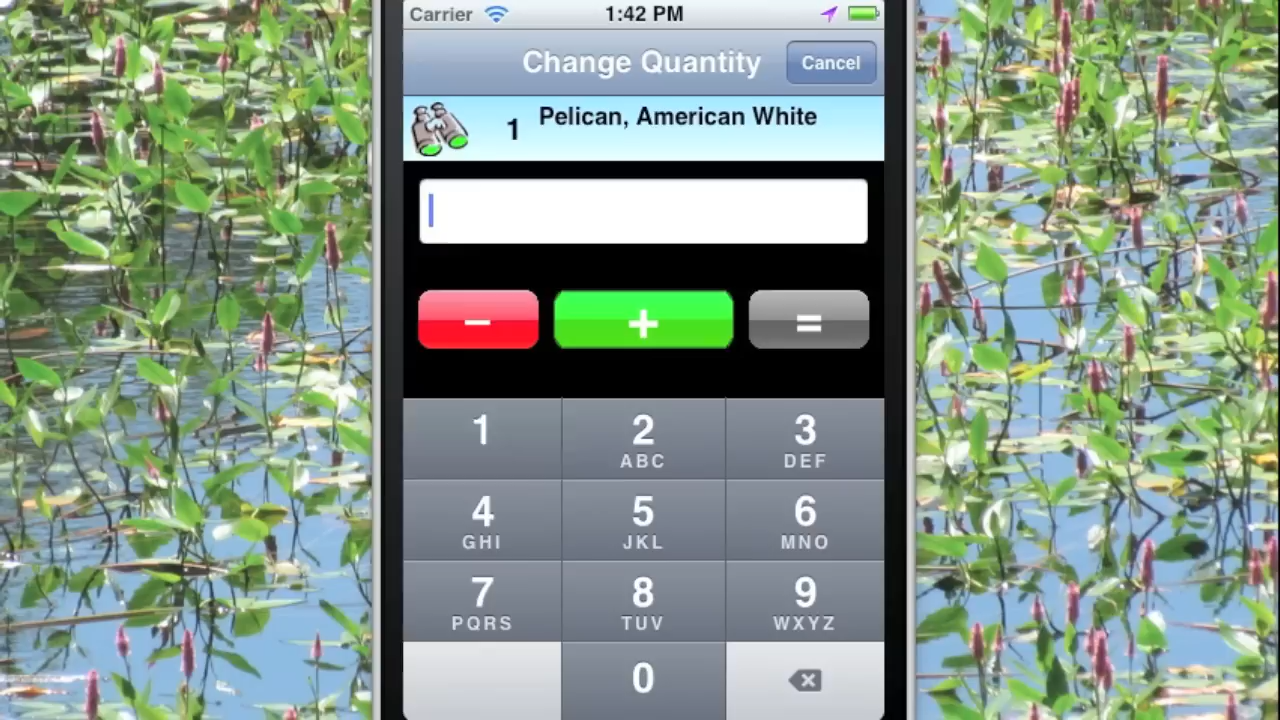 Carrier 1:42 PM
Change Quantity Cancel
1 Pelican, American White
− + =
1 2 3
ABC DEF
4 5 6
GHI JKL MNO
7 8 9
PQRS TUV WXYZ
0